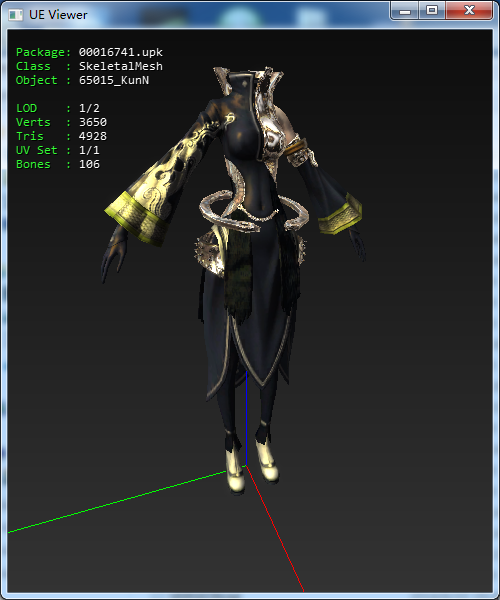 UE Viewer
Package: 00016741.upk
Class : SkeletalMesh
Object : 65015_KunN
LOD : 1/2
Verts : 3650
Tris : 4928
UV Set : 1/1
Bones : 106